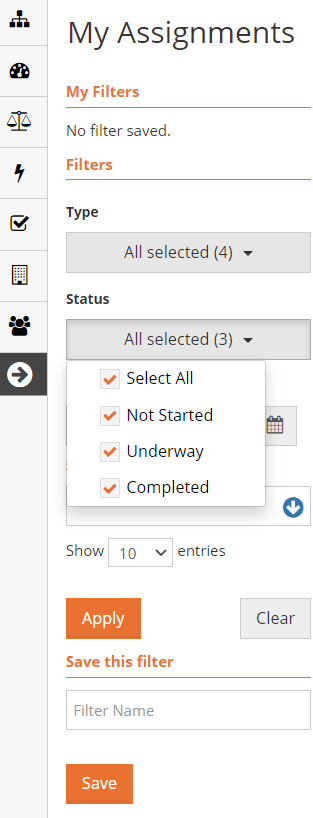 My Assignments
My Filters
No filter saved.
Filters
Type
All selected (4)
Status
All selected (3)
Select All
Not Started
Underway
Completed
Show 10 entries
Apply Clear
Save this filter
Filter Name
Save